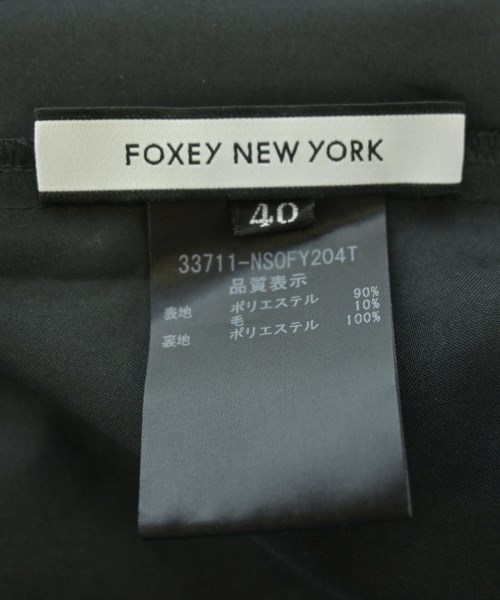 FOXEY NEW YORK
40
33711-NSOFY204T
品質表示
表地 ポリエステル 90%
毛 10%
裏地 ポリエステル 100%